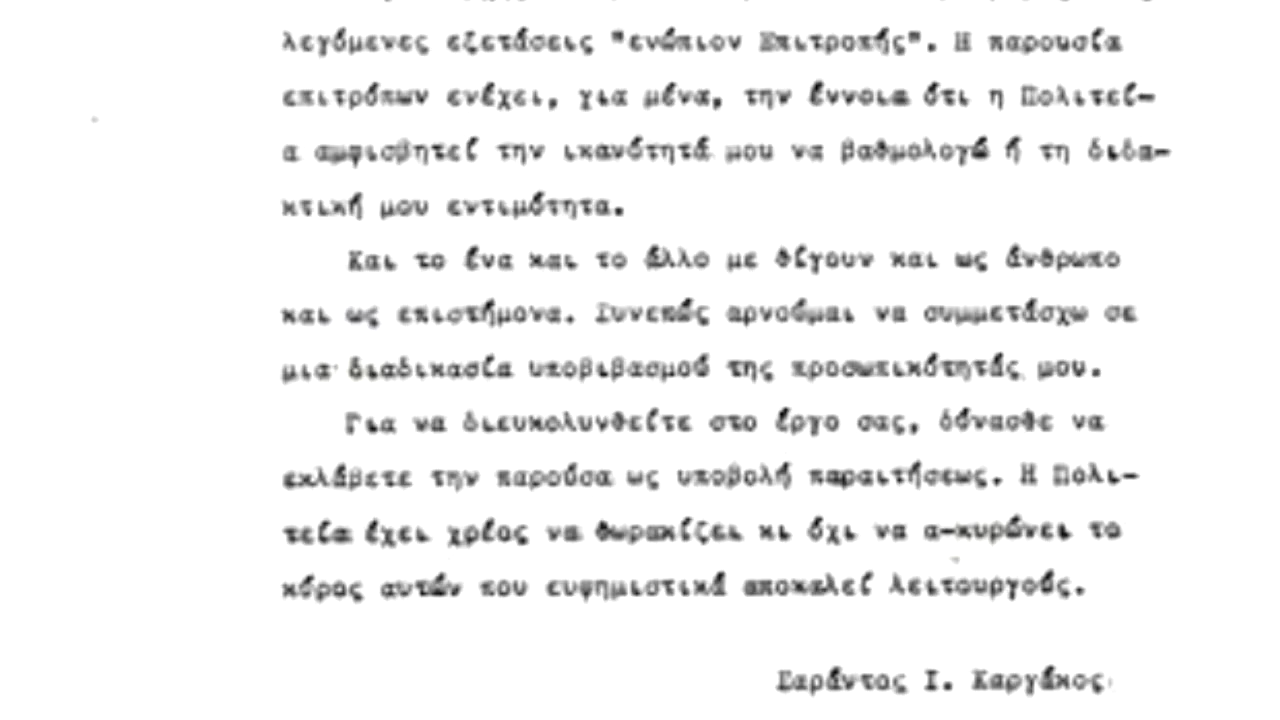 λεγόμενες εξετάσεις "ενώπιον Επιτροπής". Η παρουσία
επιτρόπων ενέχει, για μένα, την έννοια ότι η Πολιτεί-
α αμφισβητεί την ικανότητά μου να βαθμολογώ ή τη διδα-
κτική μου εντιμότητα.
Και το ένα και το άλλο με θίγουν και ως άνθρωπο
και ως επιστήμονα. Συνεπώς αρνούμαι να συμμετάσχω σε
μια διαδικασία υποβιβασμού της προσωπικότητάς μου.
Για να διευκολυνθείτε στο έργο σας, δύνασθε να
εκλάβετε την παρούσα ως υποβολή παραιτήσεως. Η Πολι-
τεία έχει χρέος να θωρακίζει κι όχι να α-κυρώνει το
κύρος αυτών που ευφημιστικά αποκαλεί λειτουργούς.
Σαράντος Ι. Καργάκος